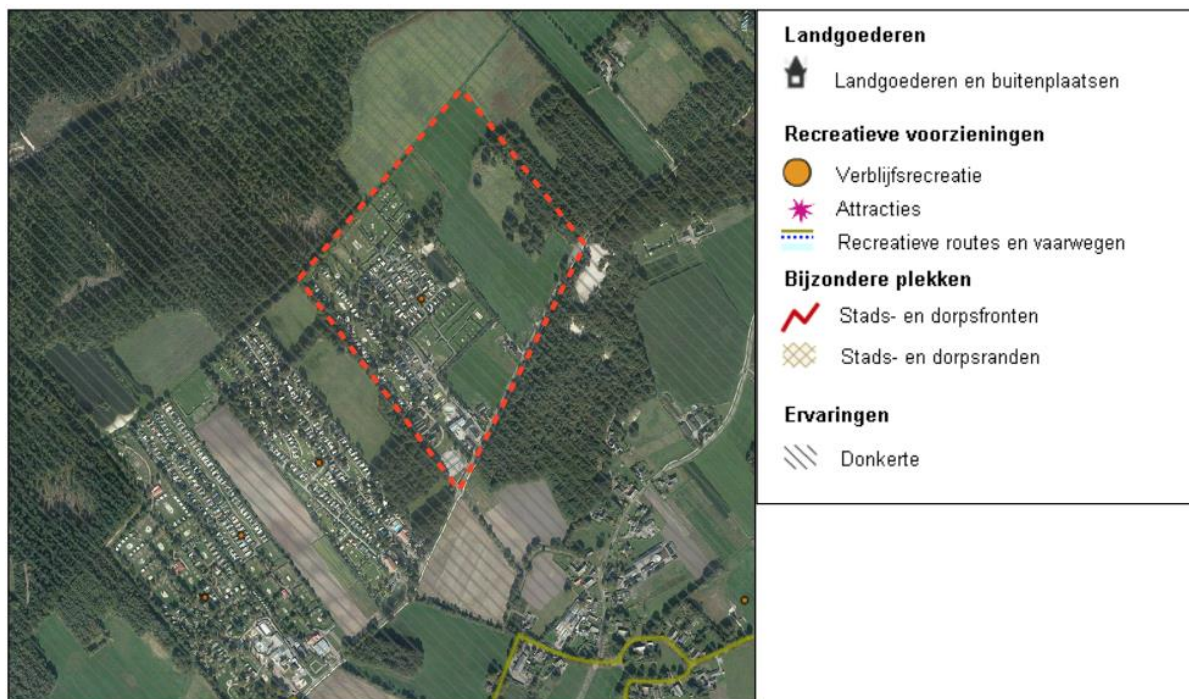 Landgoederen
Landgoederen en buitenplaatsen
Recreatieve voorzieningen
Verblijfsrecreatie
Attracties
Recreatieve routes en vaarwegen
Bijzondere plekken
Stads- en dorpsfronten
Stads- en dorpsranden
Ervaringen
Donkerte